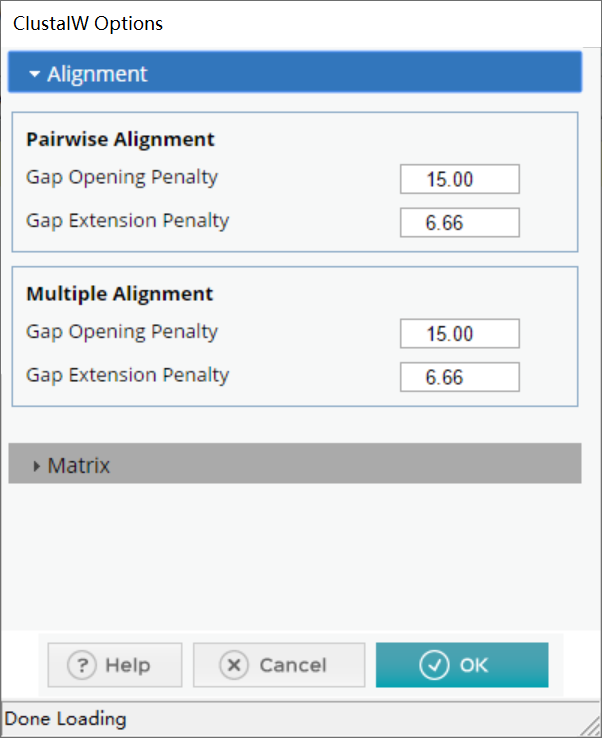 ClustalW Options
Alignment
Pairwise Alignment
Gap Opening Penalty 15.00
Gap Extension Penalty 6.66
Multiple Alignment
Gap Opening Penalty 15.00
Gap Extension Penalty 6.66
Matrix
? Help Cancel OK
Done Loading